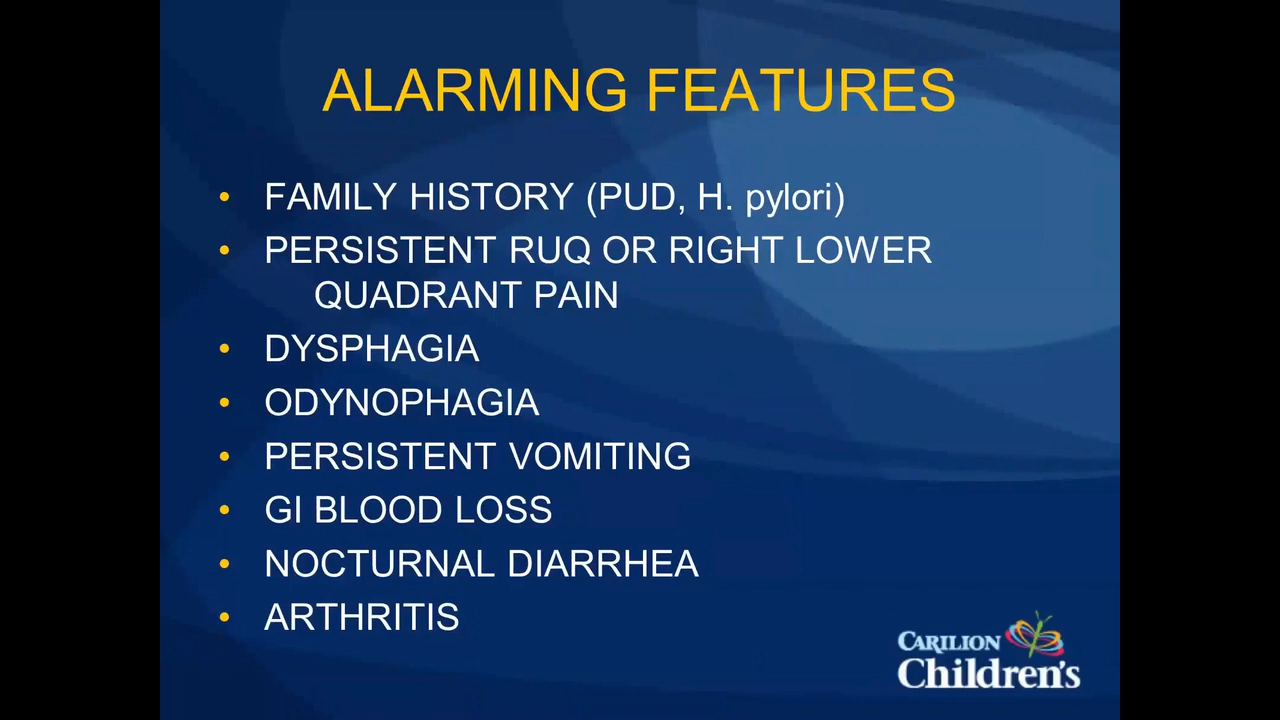 ALARMING FEATURES
• FAMILY HISTORY (PUD, H. pylori)
• PERSISTENT RUQ OR RIGHT LOWER
QUADRANT PAIN
• DYSPHAGIA
• ODYNOPHAGIA
• PERSISTENT VOMITING
• GI BLOOD LOSS
• NOCTURNAL DIARRHEA
• ARTHRITIS
CARILION
Children's